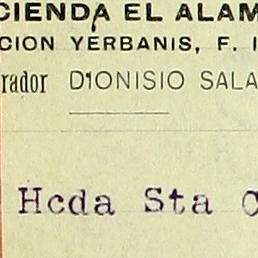 CIENDA EL ALAM
CION YERBANIS, F. I
rador DIONISIO SALA
Hcda Sta C